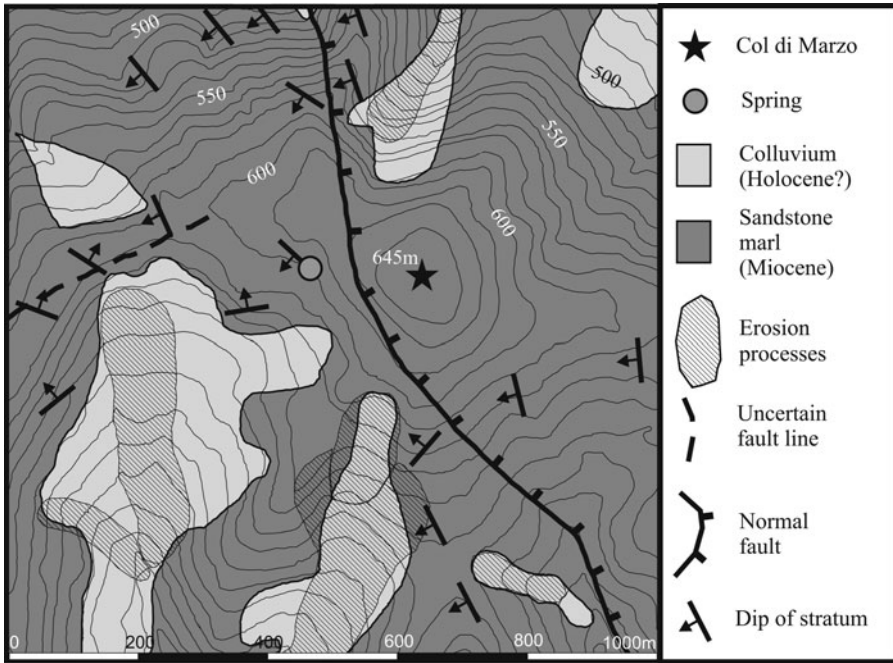 500
550
600
645m
550
600
500
0
200
400
600
800
1000m
Col di Marzo
Spring
Colluvium
(Holocene?)
Sandstone
marl
(Miocene)
Erosion
processes
Uncertain
fault line
Normal
fault
Dip of stratum